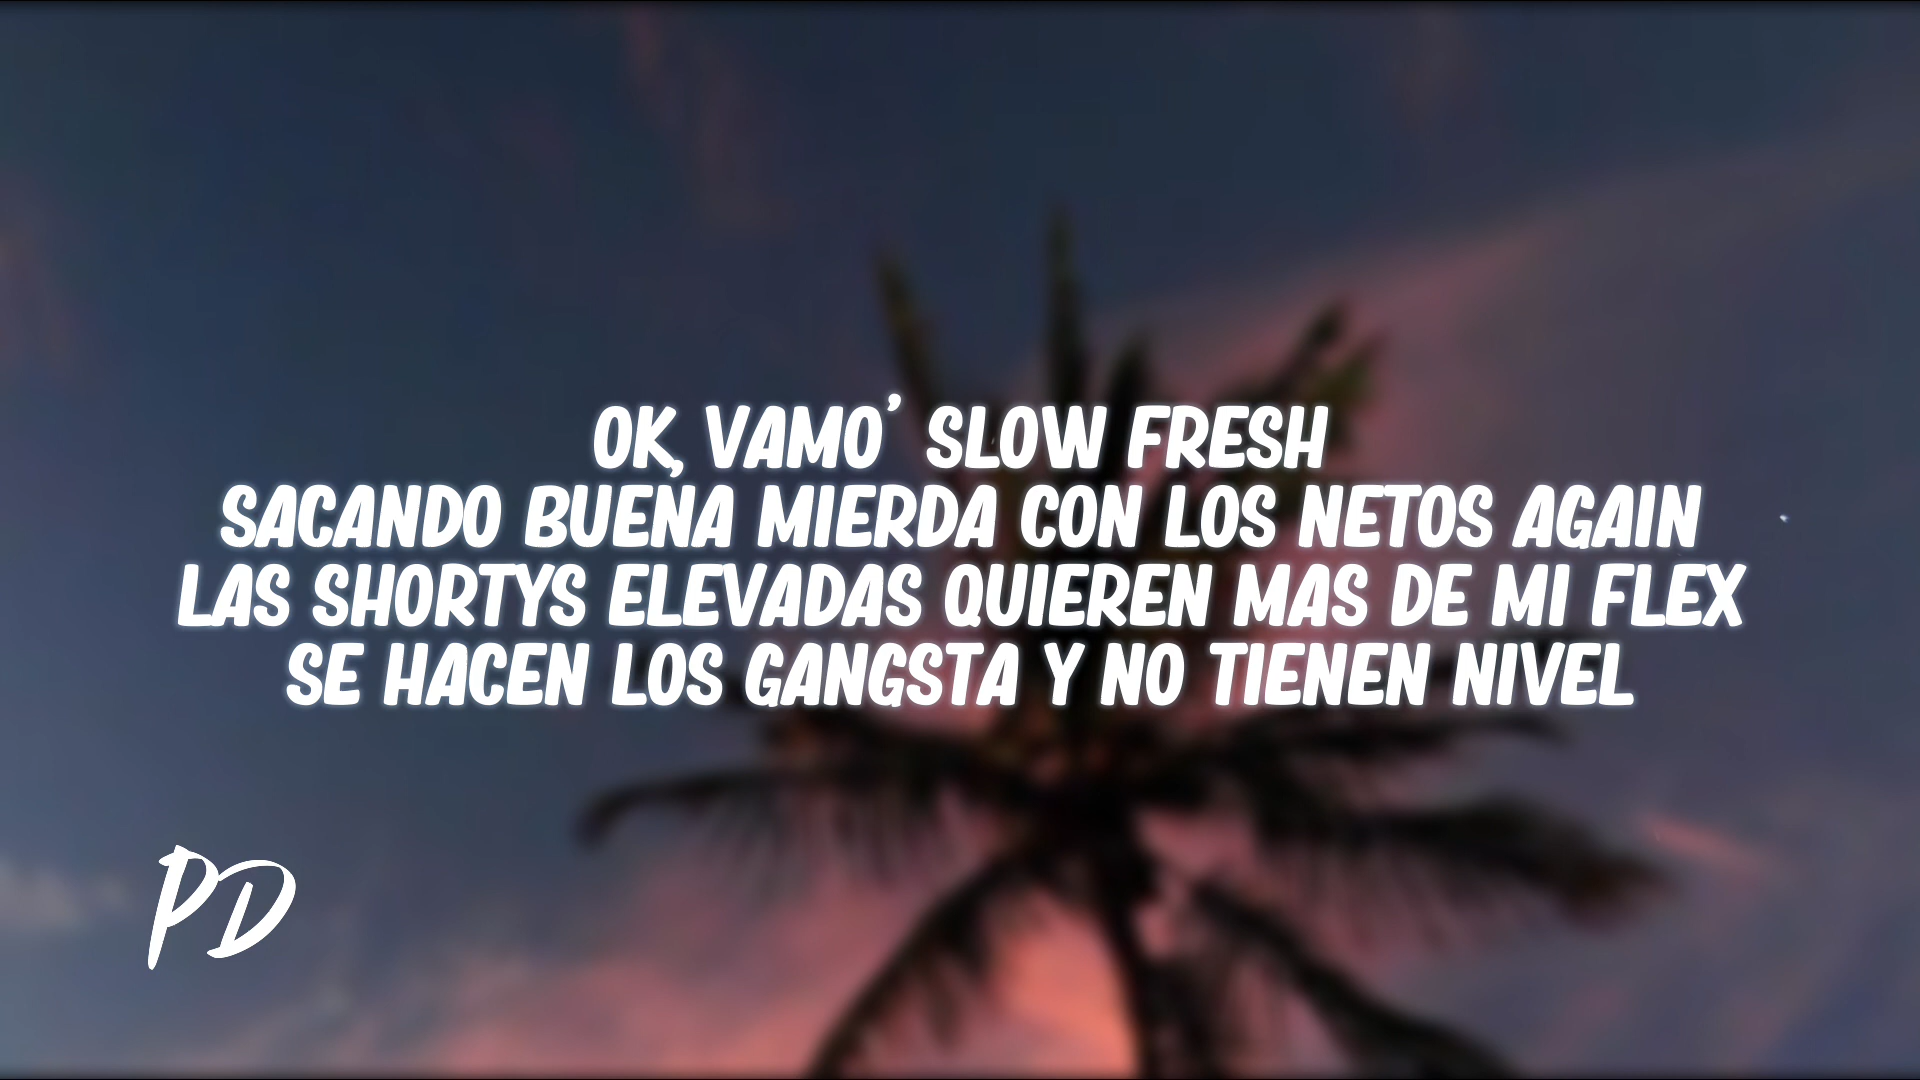 OK, VAMO' SLOW FRESH
SACANDO BUENA MIERDA CON LOS NETOS AGAIN
LAS SHORTYS ELEVADAS QUIEREN MAS DE MI FLEX
SE HACEN LOS GANGSTA Y NO TIENEN NIVEL
PD